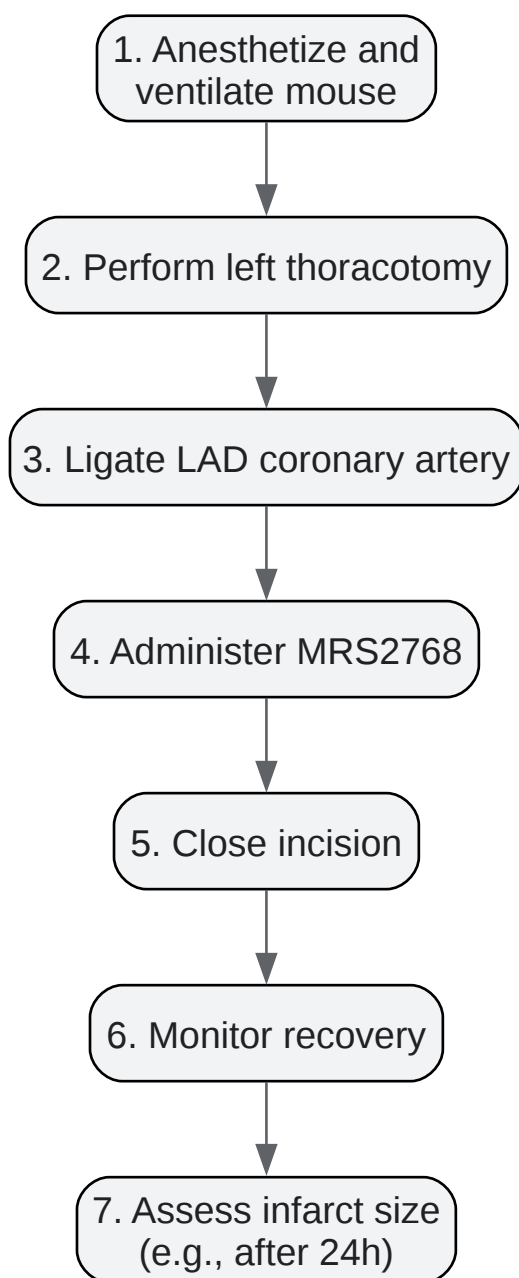 1. Anesthetize and
ventilate mouse
2. Perform left thoracotomy
3. Ligate LAD coronary artery
4. Administer MRS2768
5. Close incision
6. Monitor recovery
7. Assess infarct size
(e.g., after 24h)